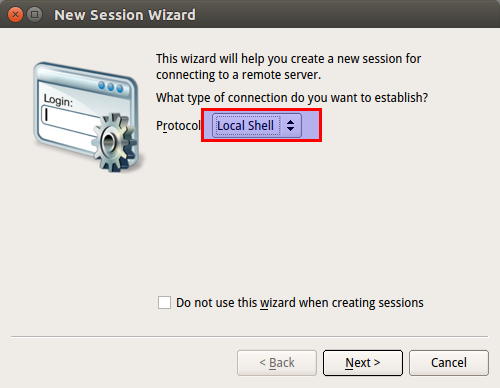 New Session Wizard
This wizard will help you create a new session for
connecting to a remote server.
What type of connection do you want to establish?
Protocol
Local Shell
Login:
Do not use this wizard when creating sessions
< Back
Next >
Cancel